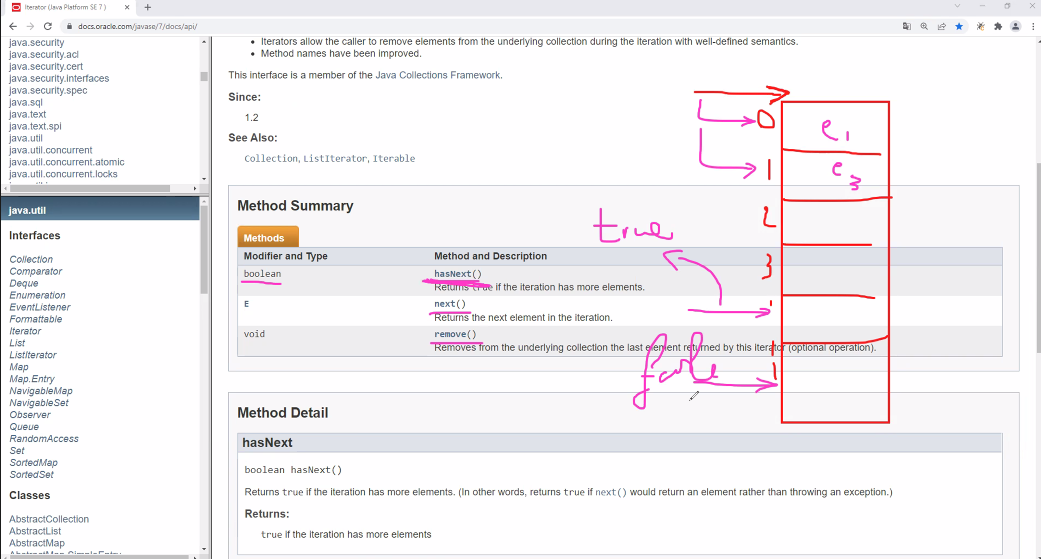 Iterator (Java Platform SE 7 )
docs.oracle.com/javase/7/docs/api/
java.security
java.security.acl
java.security.cert
java.security.interfaces
java.security.spec
java.sql
java.text
java.text.spi
java.util
java.util.concurrent
java.util.concurrent.atomic
java.util.concurrent.locks
java.util
Interfaces
Collection
Comparator
Deque
Enumeration
EventListener
Formattable
Iterator
List
ListIterator
Map
Map.Entry
NavigableMap
NavigableSet
Observer
Queue
RandomAccess
Set
SortedMap
SortedSet
Classes
AbstractCollection
AbstractList
AbstractMap
Iterators allow the caller to remove elements from the underlying collection during the iteration with well-defined semantics.
Method names have been improved.
This interface is a member of the Java Collections Framework.
Since:
1.2
See Also:
Collection, ListIterator, Iterable
Method Summary
Methods
Modifier and Type Method and Description
boolean hasNext()
Returns true if the iteration has more elements.
E next()
Returns the next element in the iteration.
void remove()
Removes from the underlying collection the last element returned by this iterator (optional operation).
Method Detail
hasNext
boolean hasNext()
Returns true if the iteration has more elements. (In other words, returns true if next() would return an element rather than throwing an exception.)
Returns:
true if the iteration has more elements
0 e1
1 e3
2
true
3
false